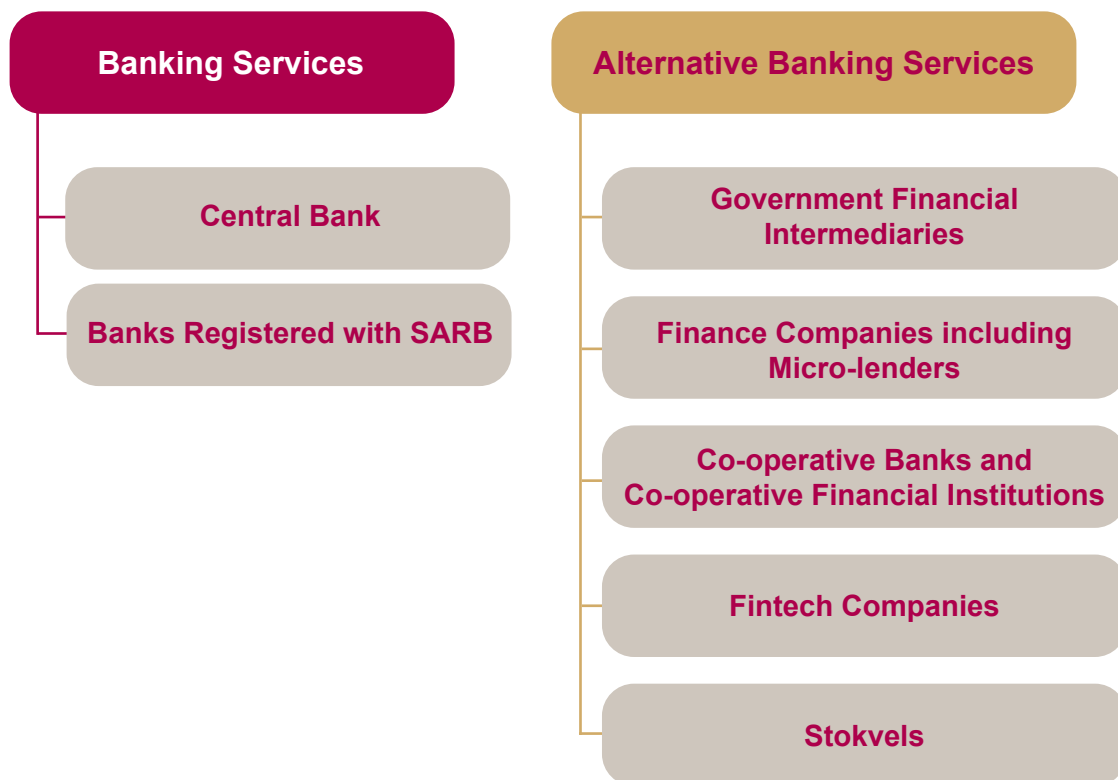 Banking Services
Central Bank
Banks Registered with SARB
Alternative Banking Services
Government Financial
Intermediaries
Finance Companies including
Micro-lenders
Co-operative Banks and
Co-operative Financial Institutions
Fintech Companies
Stokvels